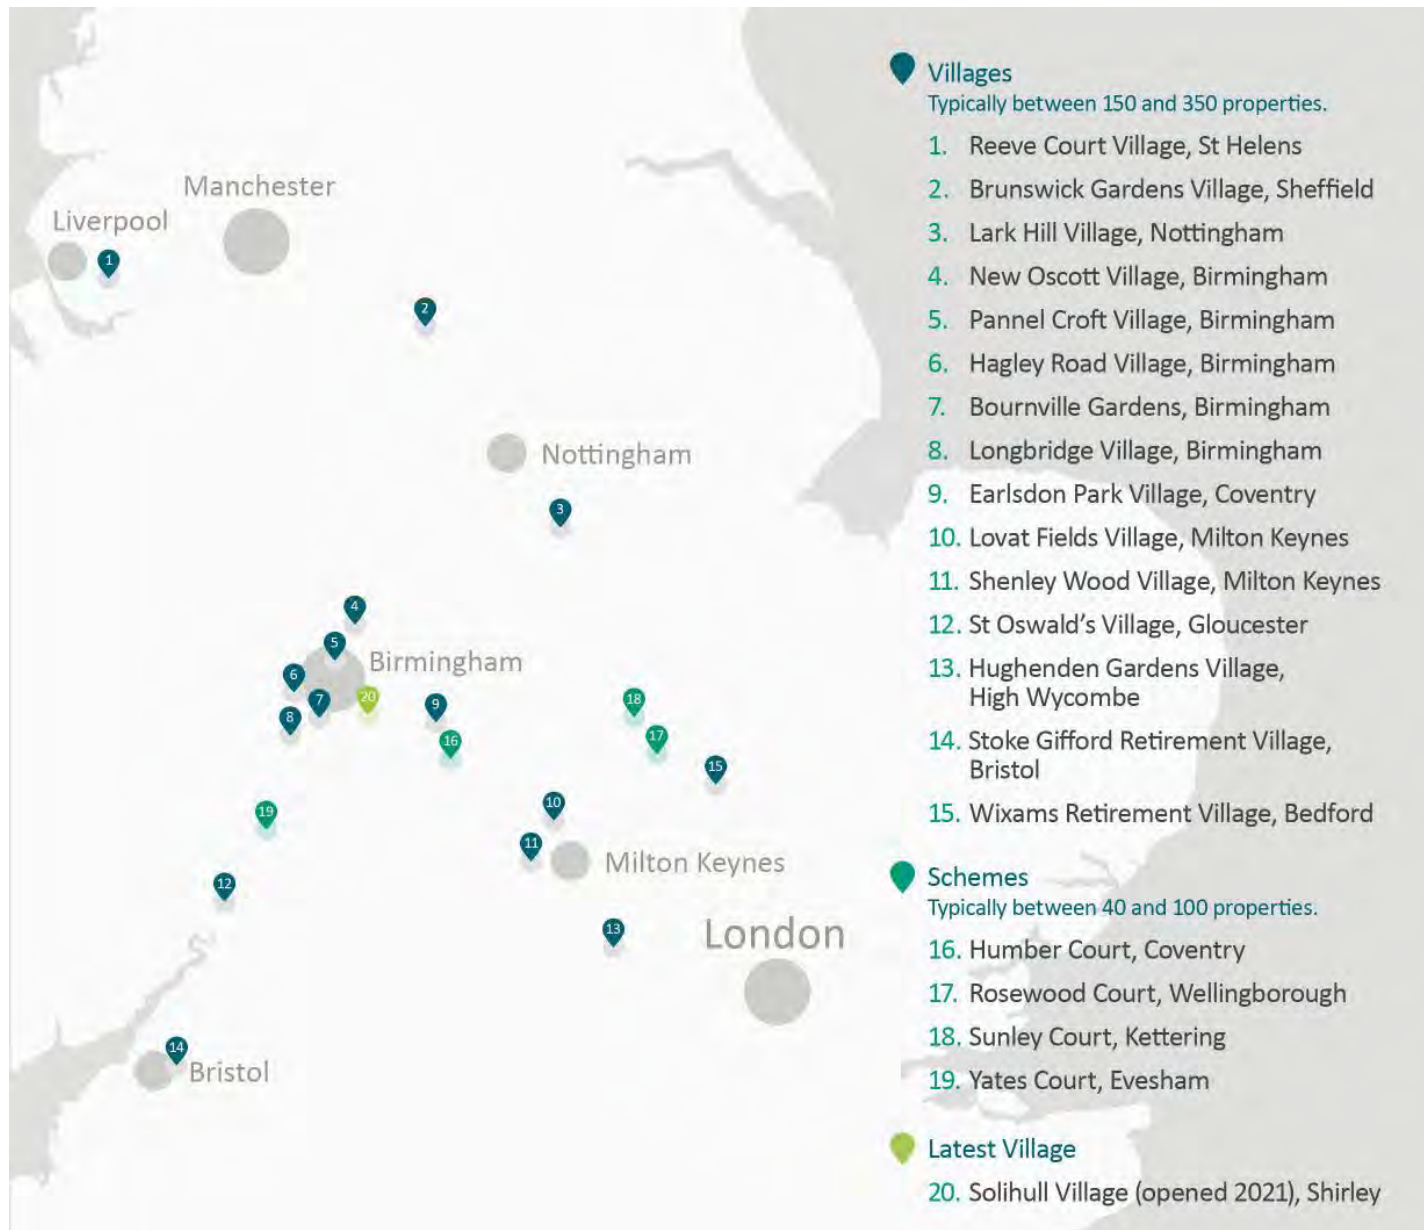 Manchester
Liverpool
1
2
Nottingham
3
4
5
Birmingham
6
7
20
8
9
16
18
17
15
19
10
11
Milton Keynes
12
13
London
14
Bristol
Villages
Typically between 150 and 350 properties.
1. Reeve Court Village, St Helens
2. Brunswick Gardens Village, Sheffield
3. Lark Hill Village, Nottingham
4. New Oscott Village, Birmingham
5. Pannel Croft Village, Birmingham
6. Hagley Road Village, Birmingham
7. Bournville Gardens, Birmingham
8. Longbridge Village, Birmingham
9. Earlsdon Park Village, Coventry
10. Lovat Fields Village, Milton Keynes
11. Shenley Wood Village, Milton Keynes
12. St Oswald’s Village, Gloucester
13. Hughenden Gardens Village,
High Wycombe
14. Stoke Gifford Retirement Village,
Bristol
15. Wixams Retirement Village, Bedford
Schemes
Typically between 40 and 100 properties.
16. Humber Court, Coventry
17. Rosewood Court, Wellingborough
18. Sunley Court, Kettering
19. Yates Court, Evesham
Latest Village
20. Solihull Village (opened 2021), Shirley